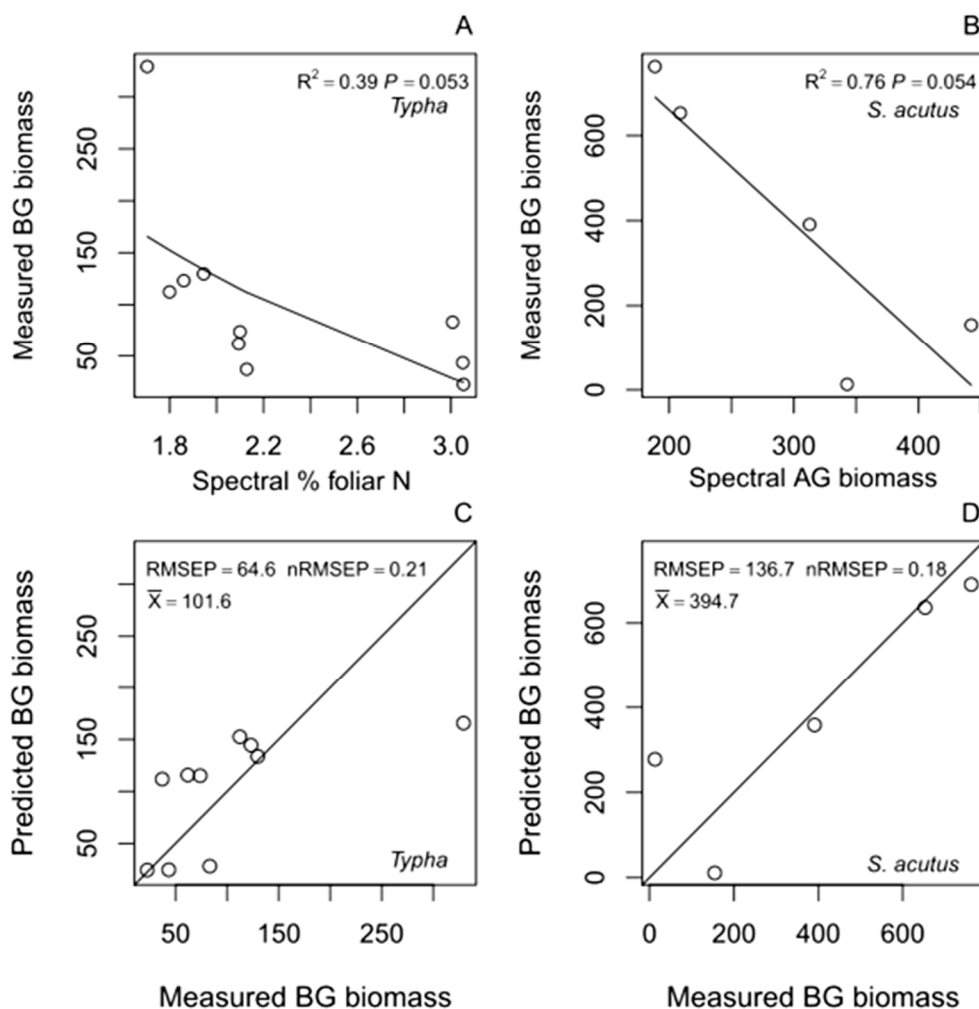 A
R² = 0.39 P = 0.053
Typha
Measured BG biomass
50
150
250
1.8
2.2
2.6
3.0
Spectral % foliar N
B
R² = 0.76 P = 0.054
S. acutus
Measured BG biomass
0
200
400
600
200
300
400
Spectral AG biomass
C
RMSEP = 64.6 nRMSEP = 0.21
X̅ = 101.6
Typha
Predicted BG biomass
50
150
250
50
150
250
Measured BG biomass
D
RMSEP = 136.7 nRMSEP = 0.18
X̅ = 394.7
S. acutus
Predicted BG biomass
0
200
400
600
0
200
400
600
Measured BG biomass